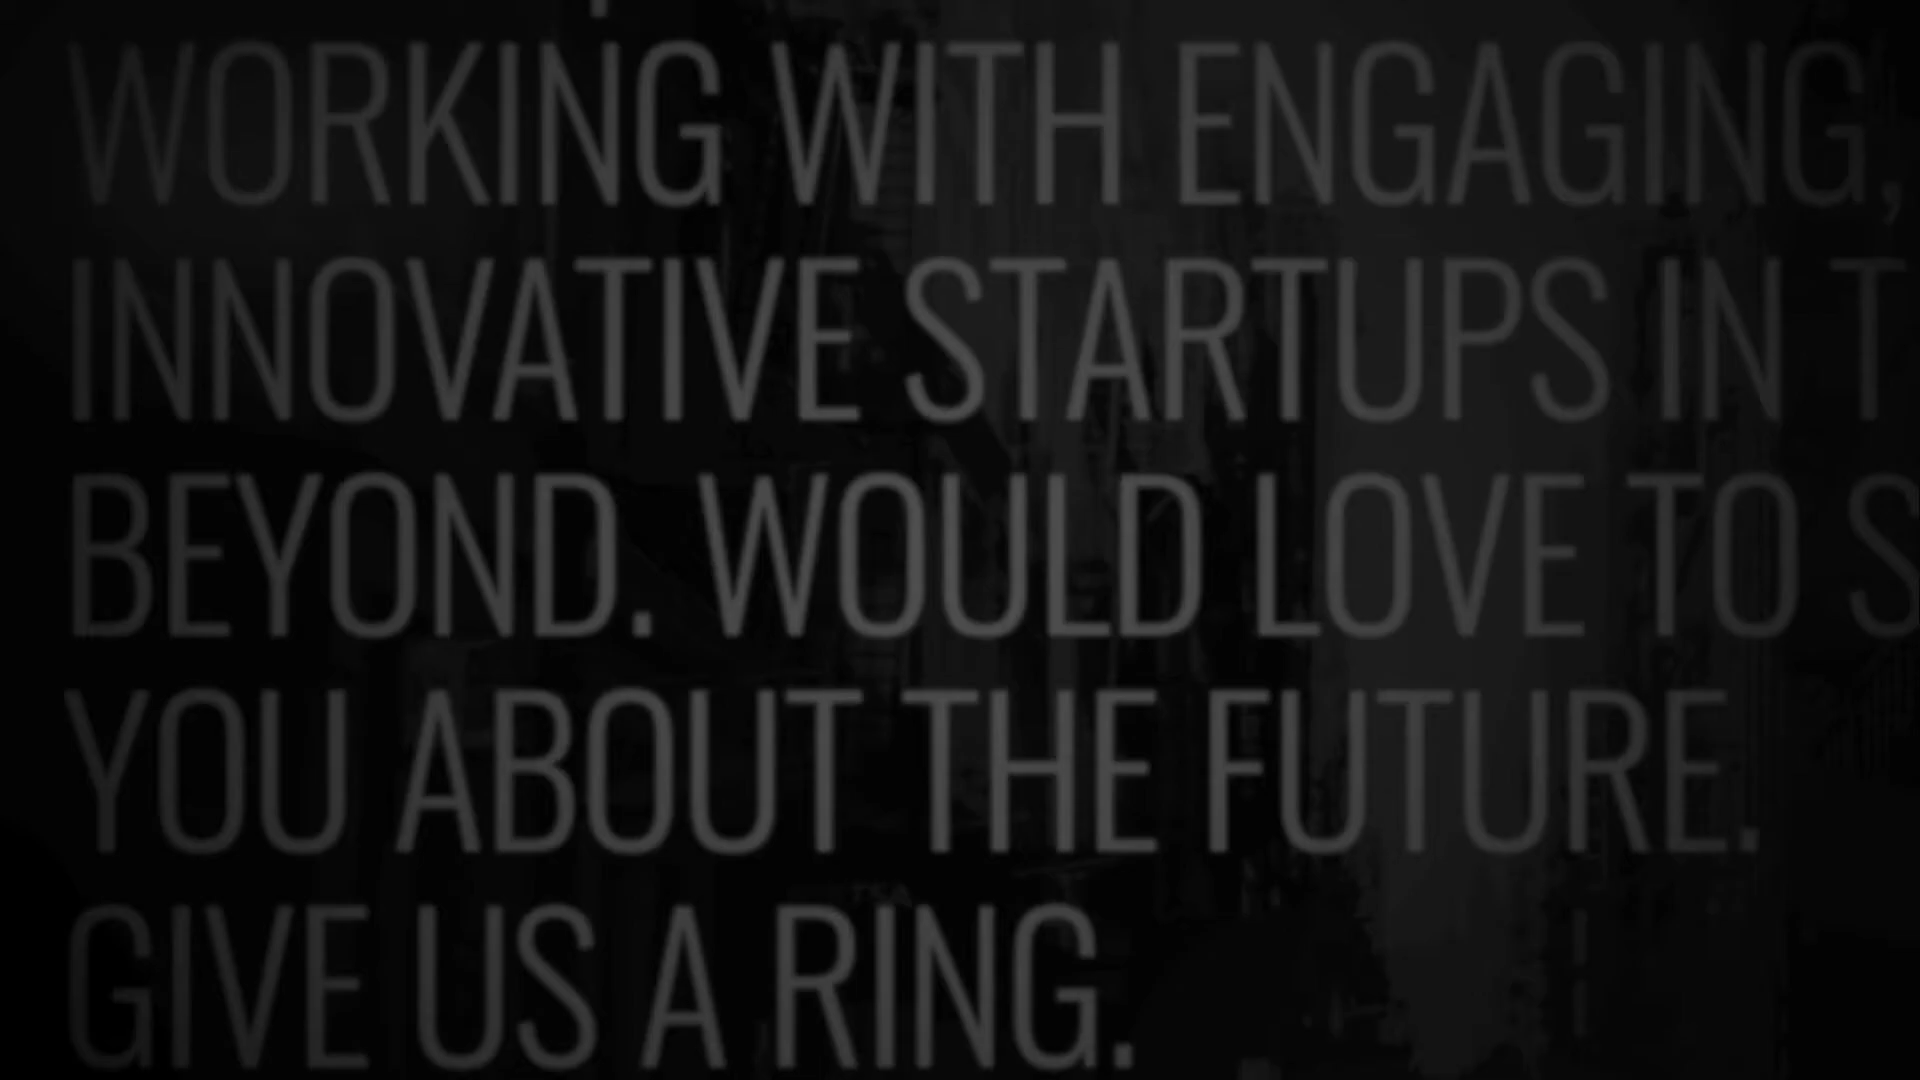 WORKING WITH ENGAGING,
INNOVATIVE STARTUPS IN T
BEYOND. WOULD LOVE TO S
YOU ABOUT THE FUTURE.
GIVE US A RING.